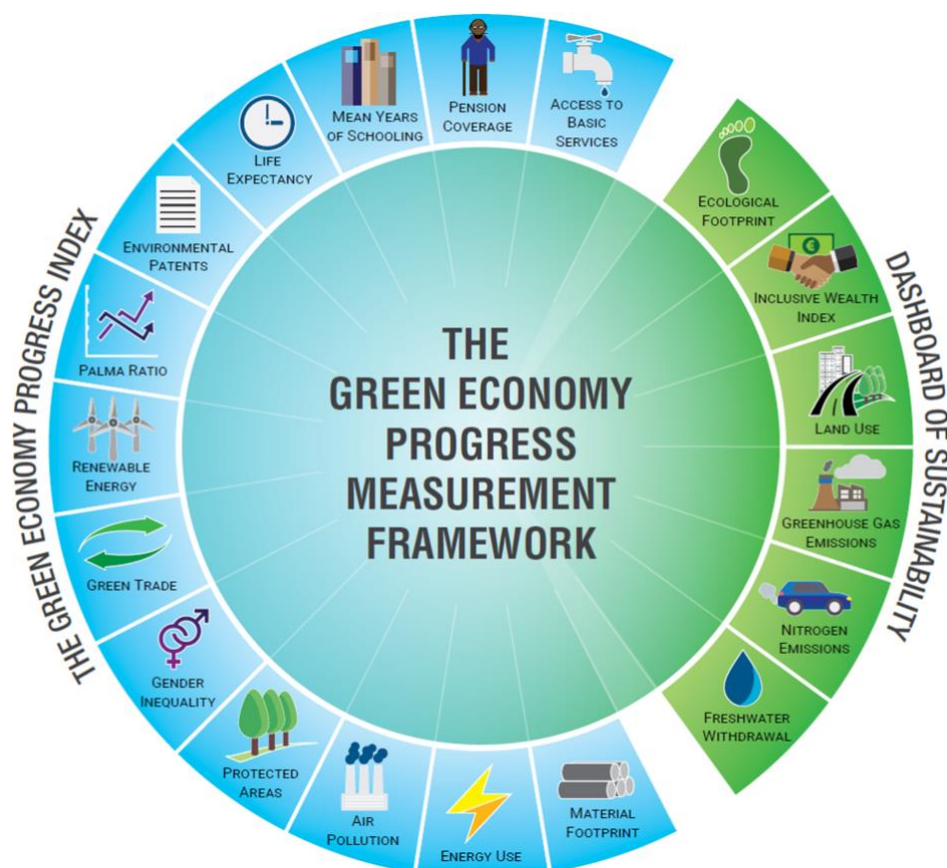 THE GREEN ECONOMY PROGRESS INDEX
MEAN YEARS
OF SCHOOLING
PENSION
COVERAGE
ACCESS TO
BASIC
SERVICES
LIFE
EXPECTANCY
ENVIRONMENTAL
PATENTS
PALMA RATIO
RENEWABLE
ENERGY
GREEN TRADE
GENDER
INEQUALITY
PROTECTED
AREAS
AIR
POLLUTION
ENERGY USE
MATERIAL
FOOTPRINT
THE
GREEN ECONOMY
PROGRESS
MEASUREMENT
FRAMEWORK
DASHBOARD OF SUSTAINABILITY
ECOLOGICAL
FOOTPRINT
€
INCLUSIVE WEALTH
INDEX
LAND USE
GREENHOUSE GAS
EMISSIONS
NITROGEN
EMISSIONS
FRESHWATER
WITHDRAWAL